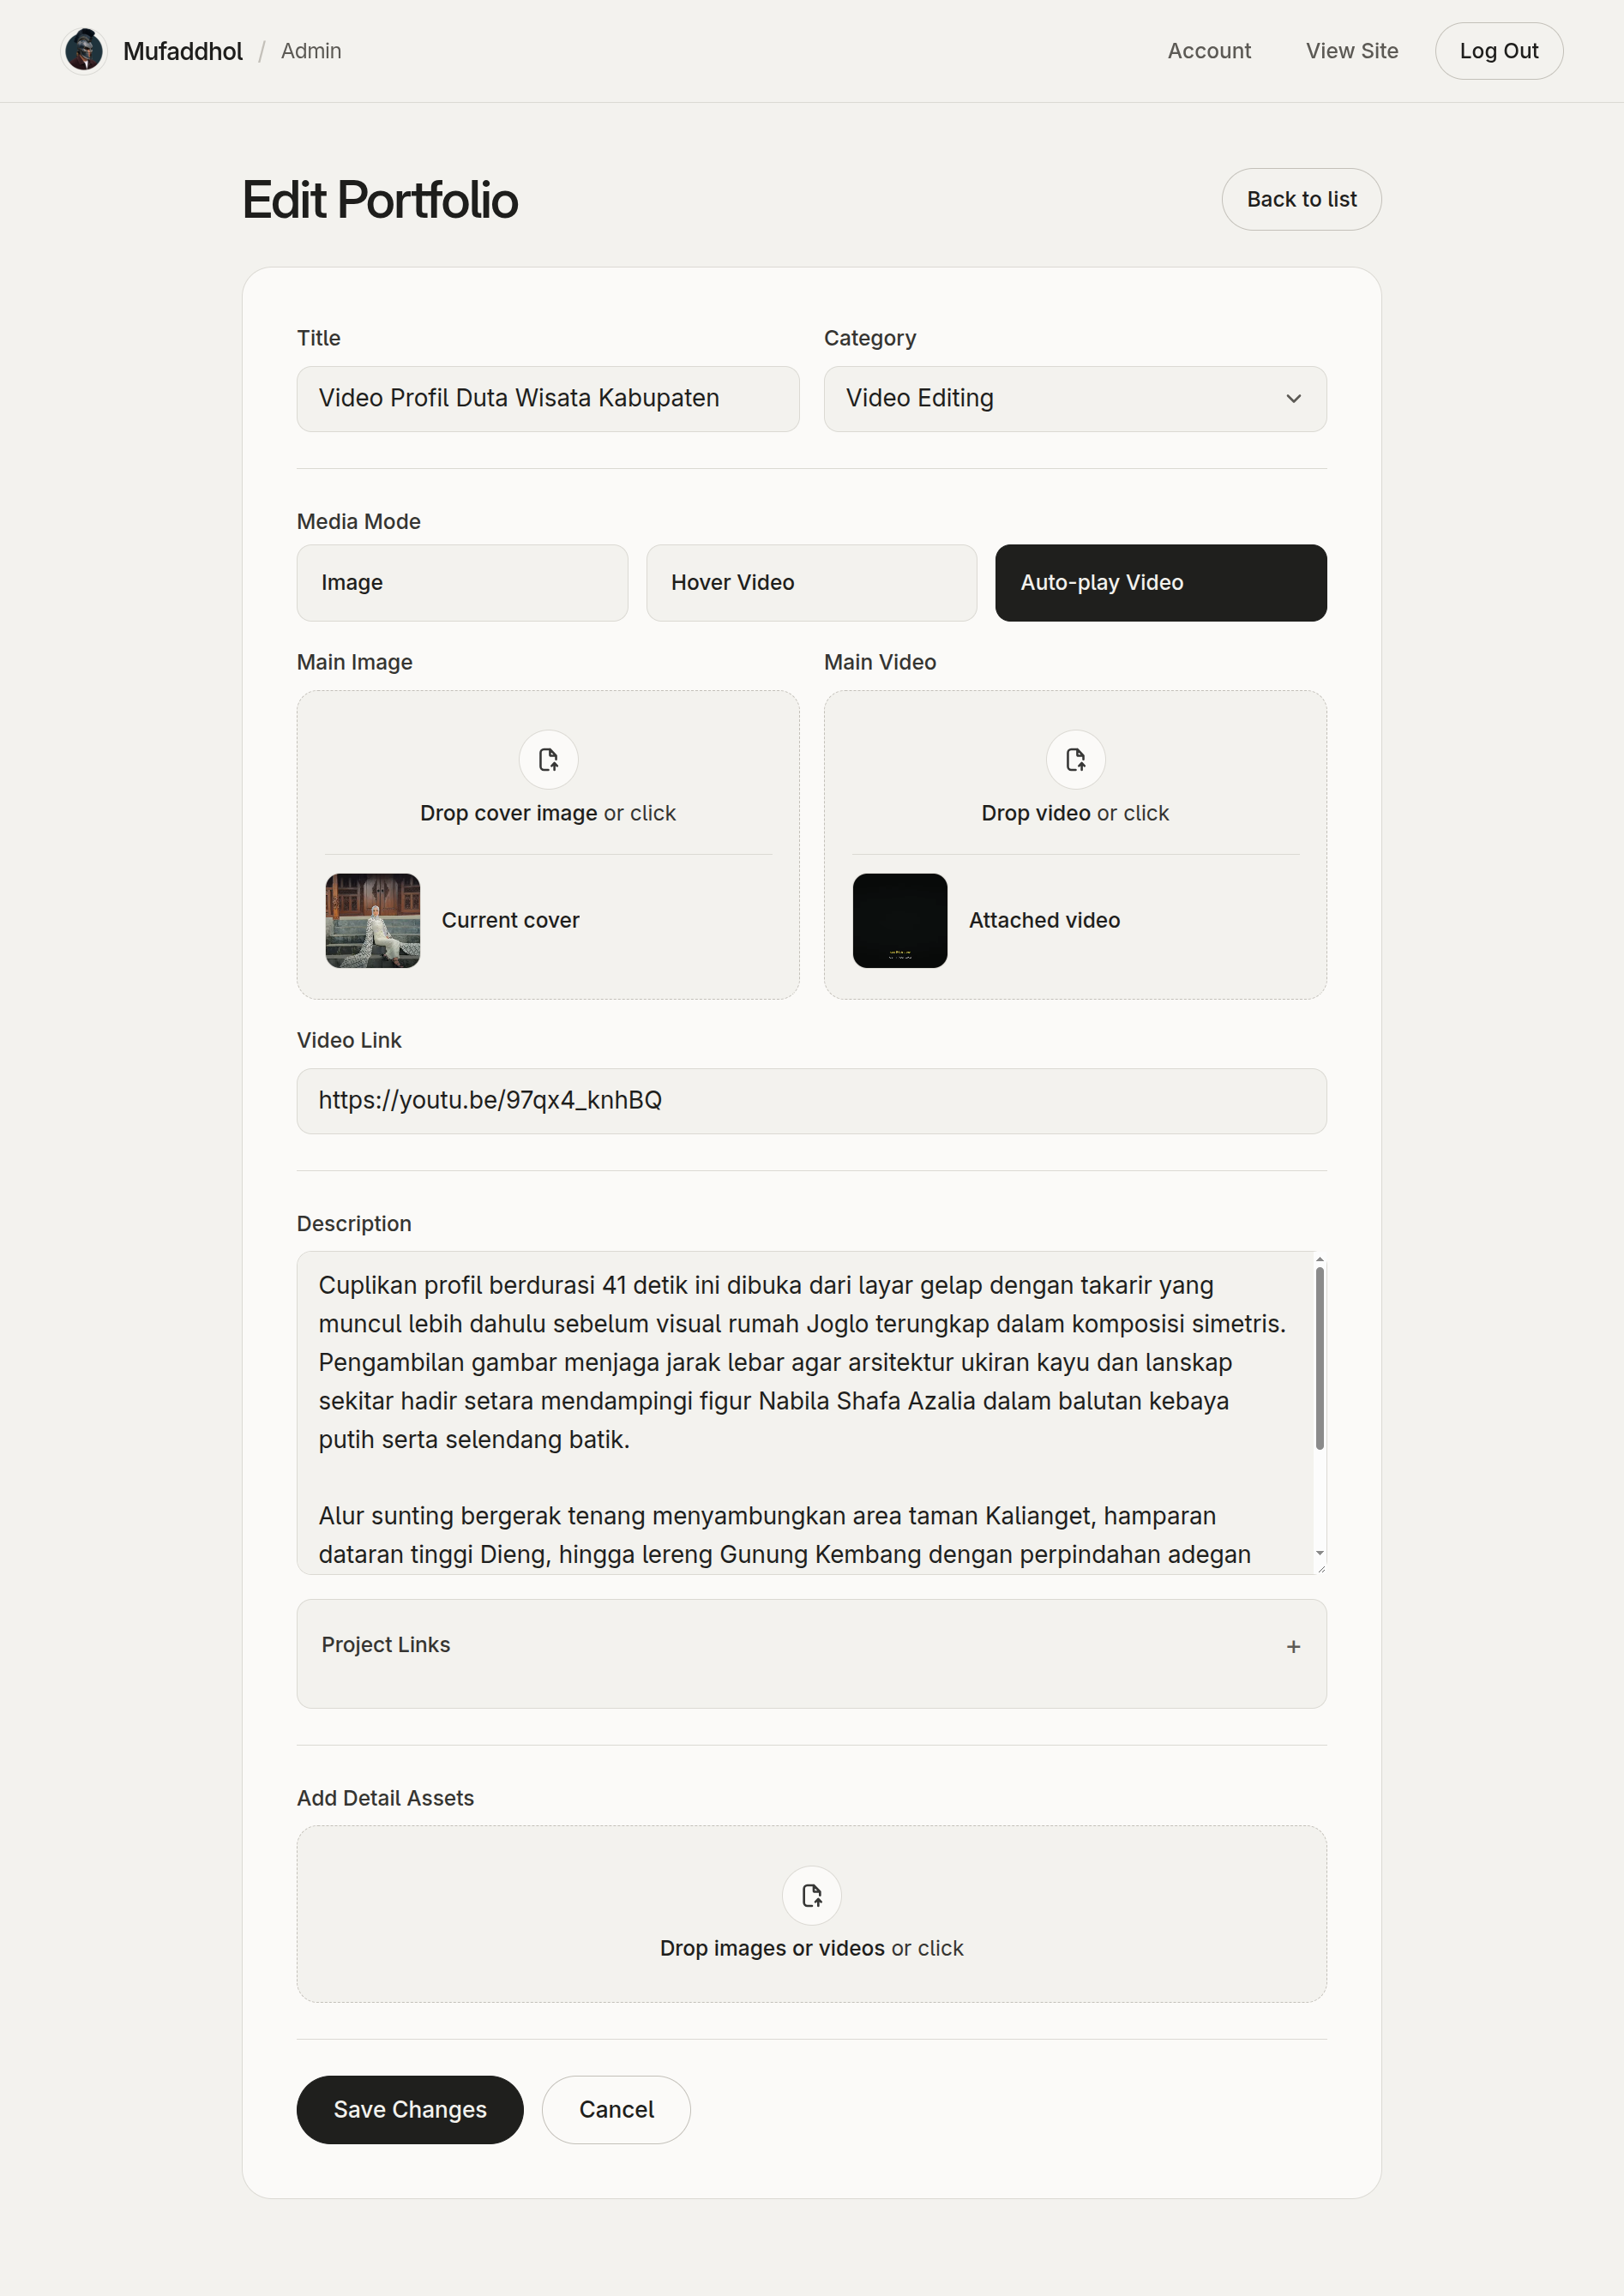 Mufaddhol / Admin
Account
View Site
Log Out
Edit Portfolio
Back to list
Title
Category
Video Profil Duta Wisata Kabupaten
Video Editing
Media Mode
Image
Hover Video
Auto-play Video
Main Image
Main Video
Drop cover image or click
Drop video or click
Current cover
Attached video
Video Link
https://youtu.be/97qx4_knhBQ
Description
Cuplikan profil berdurasi 41 detik ini dibuka dari layar gelap dengan takarir yang
muncul lebih dahulu sebelum visual rumah Joglo terungkap dalam komposisi simetris.
Pengambilan gambar menjaga jarak lebar agar arsitektur ukiran kayu dan lanskap
sekitar hadir setara mendampingi figur Nabila Shafa Azalia dalam balutan kebaya
putih serta selendang batik.
Alur sunting bergerak tenang menyambungkan area taman Kalianget, hamparan
dataran tinggi Dieng, hingga lereng Gunung Kembang dengan perpindahan adegan
Project Links
+
Add Detail Assets
Drop images or videos or click
Save Changes
Cancel